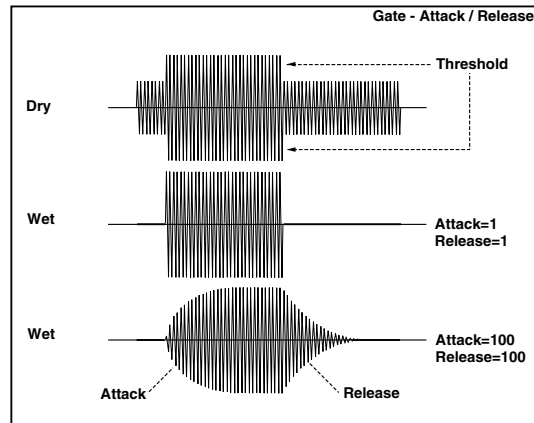 Gate - Attack / Release
Threshold
Dry
Wet
Attack=1
Release=1
Wet
Attack=100
Release=100
Attack
Release